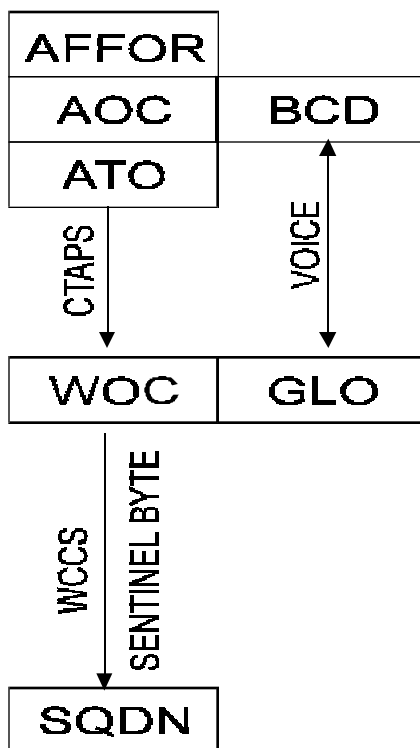 AFFOR
AOC BCD
ATO
CTAPS
VOICE
WOC GLO
WCCS
SENTINEL BYTE
SQDN